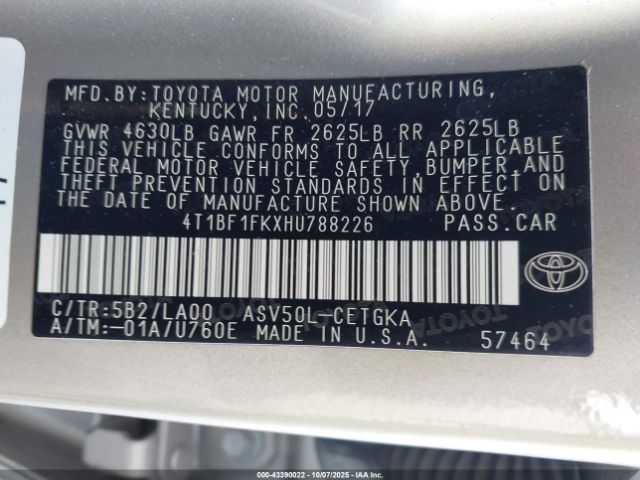 MFD.BY:TOYOTA MOTOR MANUFACTURING,
KENTUCKY,INC. 05/17
GVWR 4630LB GAWR FR 2625LB RR 2625LB
THIS VEHICLE CONFORMS TO ALL APPLICABLE
FEDERAL MOTOR VEHICLE SAFETY,BUMPER,AND
THEFT PREVENTION STANDARDS IN EFFECT ON
THE DATE OF MANUFACTURE SHOWN ABOVE.
4T1BF1FKXHU788226 PASS.CAR
C/TR:5B2/LA00 ASV50L-CETGKA
A/TM:-01A/U760E MADE IN U.S.A. 57464
000-43390022 - 10/07/2025 - IAA, Inc.